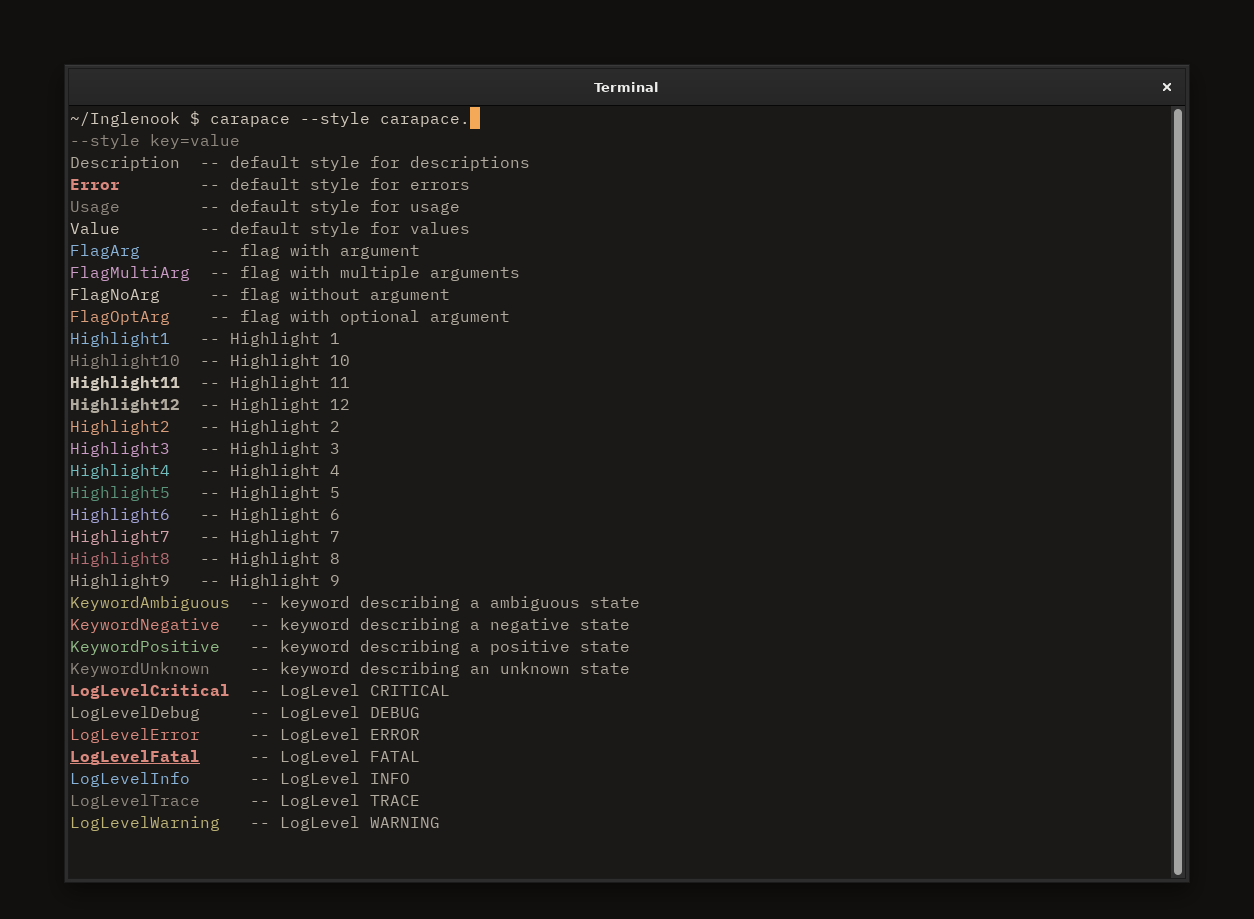 Terminal
~/Inglenook $ carapace --style carapace.
--style key=value
Description  -- default style for descriptions
Error        -- default style for errors
Usage        -- default style for usage
Value        -- default style for values
FlagArg       -- flag with argument
FlagMultiArg  -- flag with multiple arguments
FlagNoArg     -- flag without argument
FlagOptArg    -- flag with optional argument
Highlight1   -- Highlight 1
Highlight10  -- Highlight 10
Highlight11  -- Highlight 11
Highlight12  -- Highlight 12
Highlight2   -- Highlight 2
Highlight3   -- Highlight 3
Highlight4   -- Highlight 4
Highlight5   -- Highlight 5
Highlight6   -- Highlight 6
Highlight7   -- Highlight 7
Highlight8   -- Highlight 8
Highlight9   -- Highlight 9
KeywordAmbiguous  -- keyword describing a ambiguous state
KeywordNegative   -- keyword describing a negative state
KeywordPositive   -- keyword describing a positive state
KeywordUnknown    -- keyword describing an unknown state
LogLevelCritical  -- LogLevel CRITICAL
LogLevelDebug     -- LogLevel DEBUG
LogLevelError     -- LogLevel ERROR
LogLevelFatal     -- LogLevel FATAL
LogLevelInfo      -- LogLevel INFO
LogLevelTrace     -- LogLevel TRACE
LogLevelWarning   -- LogLevel WARNING